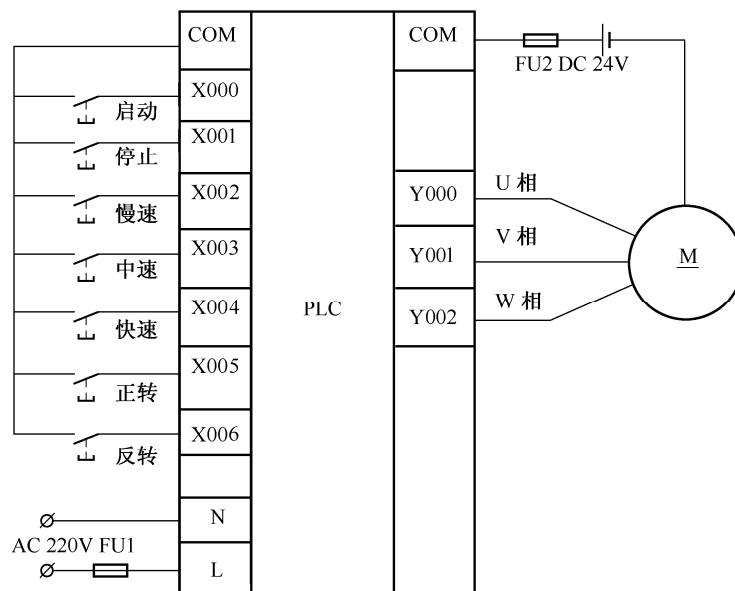 COM
X000
启动
X001
停止
X002
慢速
X003
中速
X004
快速
X005
正转
X006
反转
N
AC 220V FU1
L
PLC
COM
FU2 DC 24V
Y000
U 相
Y001
V 相
Y002
W 相
M